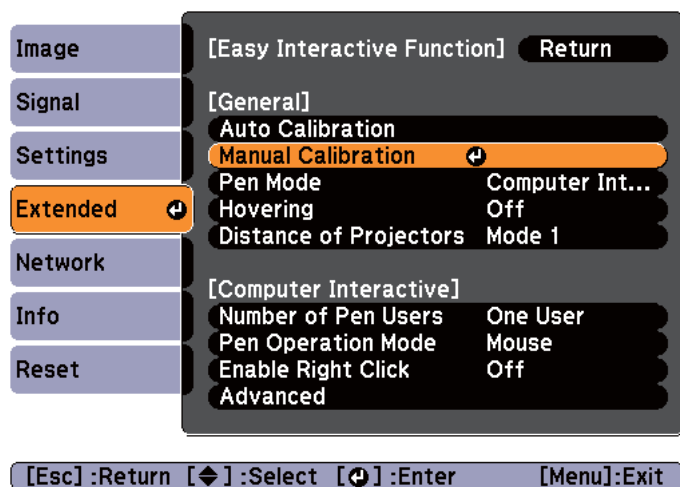 Image
Signal
Settings
Extended
Network
Info
Reset
[Easy Interactive Function] Return
[General]
Auto Calibration
Manual Calibration
Pen Mode Computer Int...
Hovering Off
Distance of Projectors Mode 1
[Computer Interactive]
Number of Pen Users One User
Pen Operation Mode Mouse
Enable Right Click Off
Advanced
[Esc] :Return [◆] :Select [↵] :Enter [Menu]:Exit